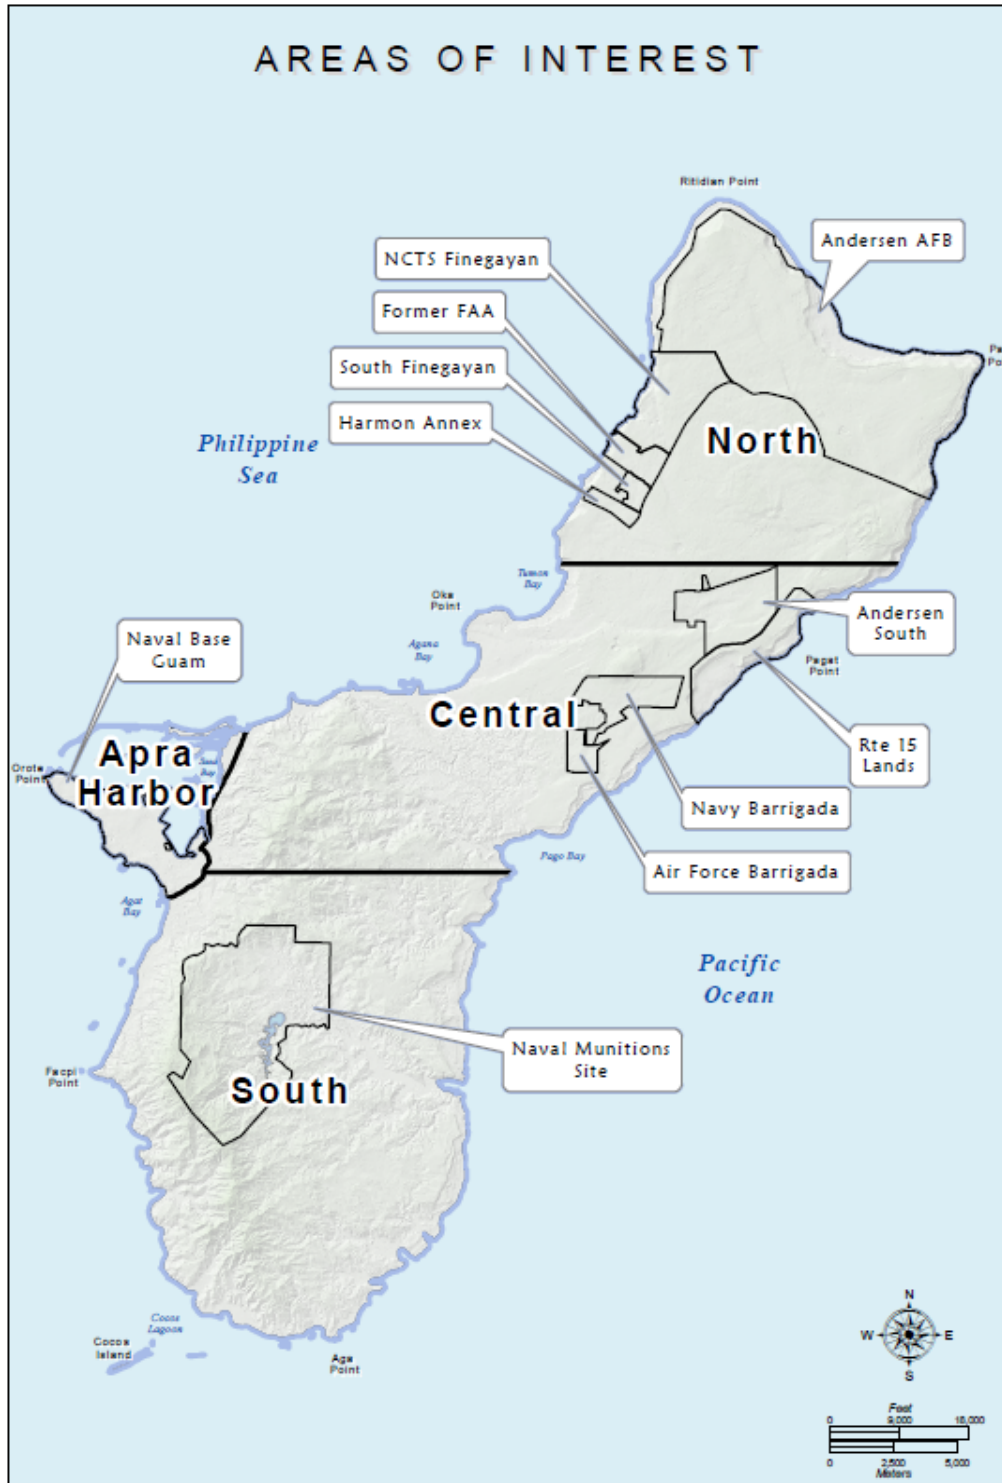 AREAS OF INTEREST
Ritidian Point
Andersen AFB
NCTS Finegayan
Former FAA
South Finegayan
Harmon Annex
Philippine
Sea
North
Tumon
Bay
Oka
Point
Agana
Bay
Andersen
South
Pagat
Point
Naval Base
Guam
Central
Apra
Harbor
Orote
Point
Rte 15
Lands
Navy Barrigada
Air Force Barrigada
Pago Bay
Agat
Bay
Pacific
Ocean
Naval Munitions
Site
Facpi
Point
South
Cocos
Lagoon
Cocos
Island
Aga
Point
N
W
E
S
Feet
0 9,000 18,000
0 2,500 5,000
Meters